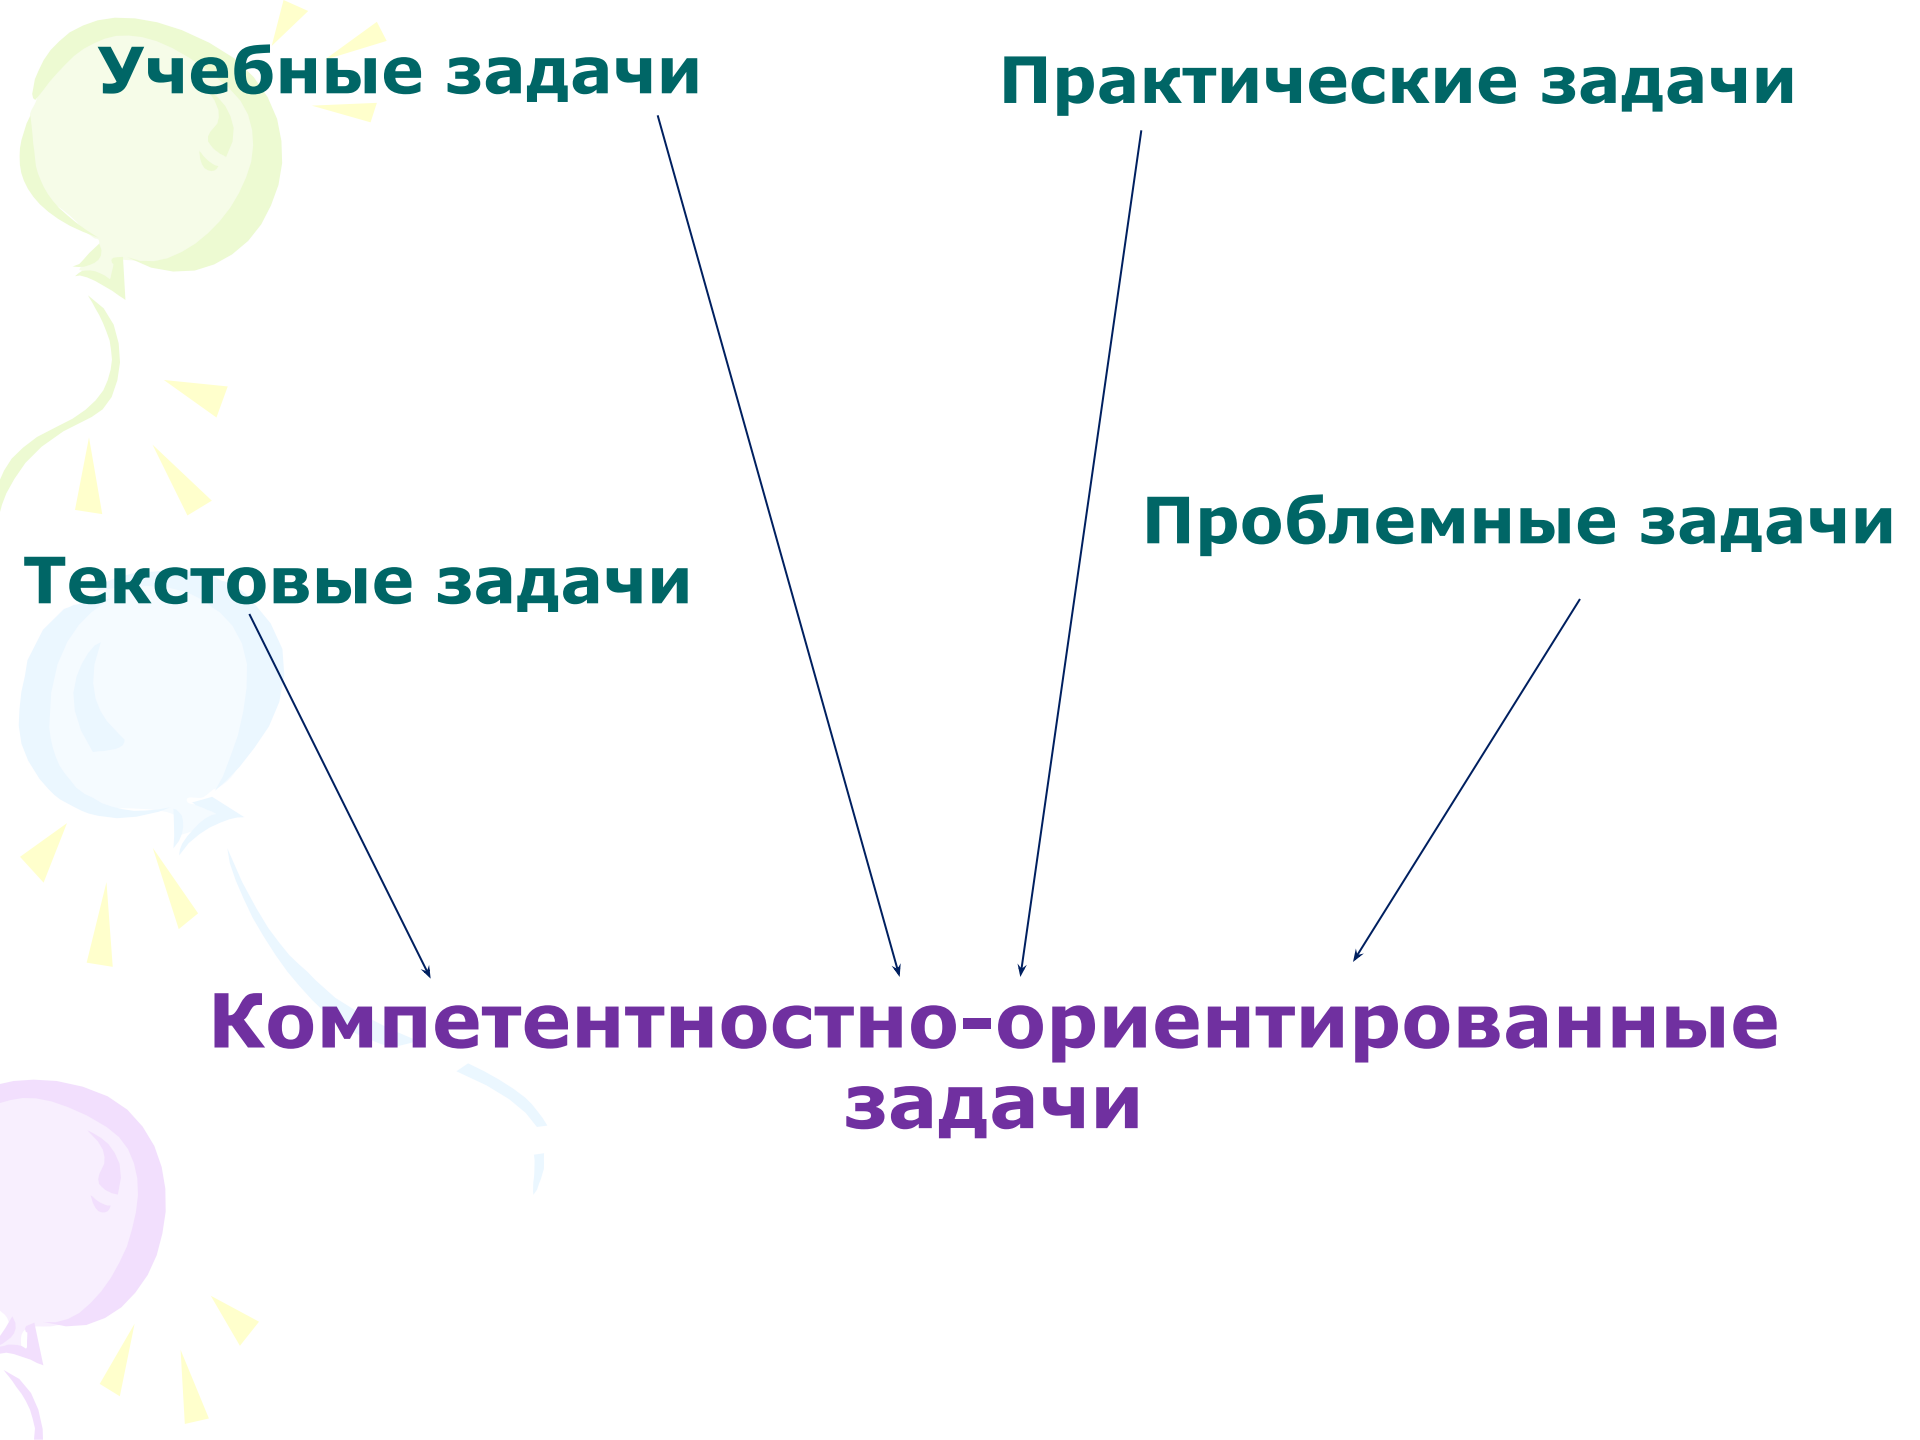 Учебные задачи
Практические задачи
Проблемные задачи
Текстовые задачи
Компетентностно-ориентированные
задачи